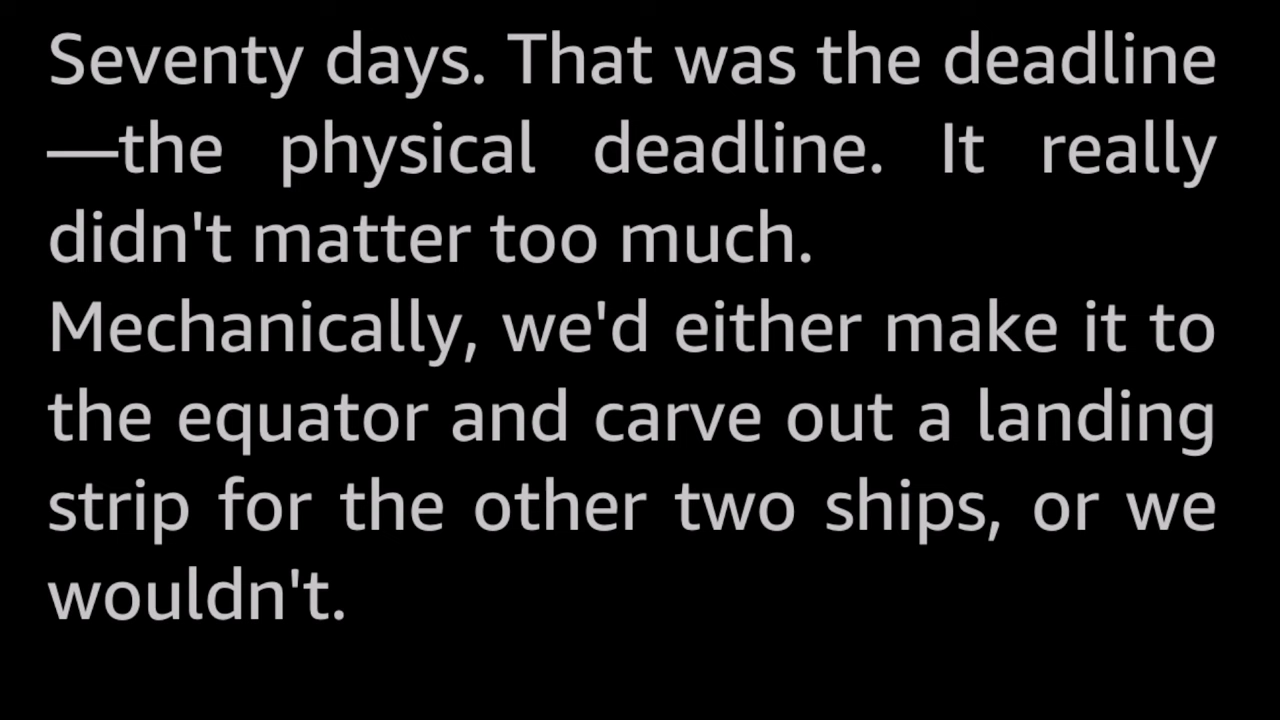 Seventy days. That was the deadline
—the physical deadline. It really
didn't matter too much.
Mechanically, we'd either make it to
the equator and carve out a landing
strip for the other two ships, or we
wouldn't.